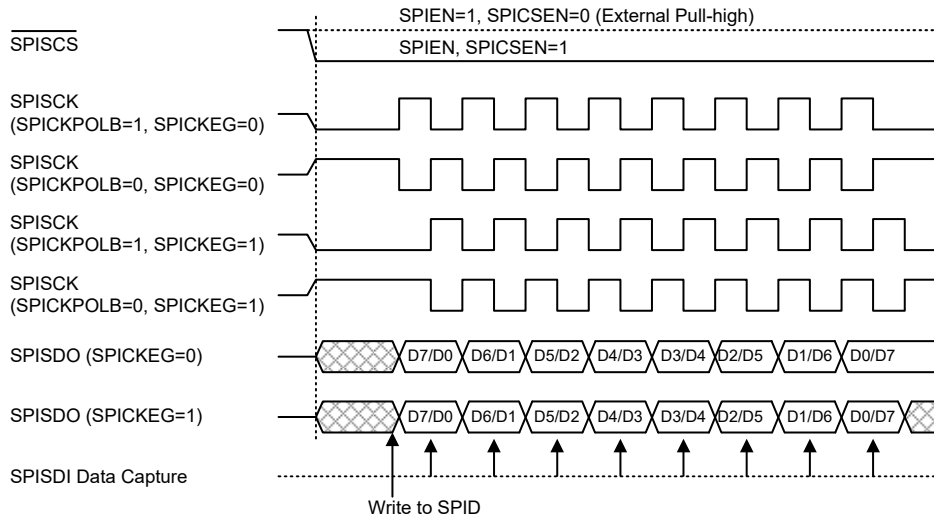 SPIEN=1, SPICSEN=0 (External Pull-high)
SPISCS
SPIEN, SPICSEN=1
SPISCK
(SPICKPOLB=1, SPICKEG=0)
SPISCK
(SPICKPOLB=0, SPICKEG=0)
SPISCK
(SPICKPOLB=1, SPICKEG=1)
SPISCK
(SPICKPOLB=0, SPICKEG=1)
SPISDO (SPICKEG=0) D7/D0 D6/D1 D5/D2 D4/D3 D3/D4 D2/D5 D1/D6 D0/D7
SPISDO (SPICKEG=1) D7/D0 D6/D1 D5/D2 D4/D3 D3/D4 D2/D5 D1/D6 D0/D7
SPISDI Data Capture
Write to SPID